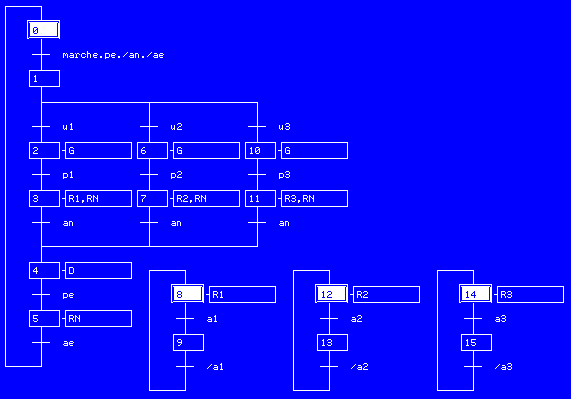 0
marche.pe./an./ae
1
u1 u2 u3
2 G 6 G 10 G
p1 p2 p3
3 R1,RN 7 R2,RN 11 R3,RN
an an an
4 D
8 R1 12 R2 14 R3
pe
5 RN
a1 a2 a3
9 13 15
ae
/a1 /a2 /a3